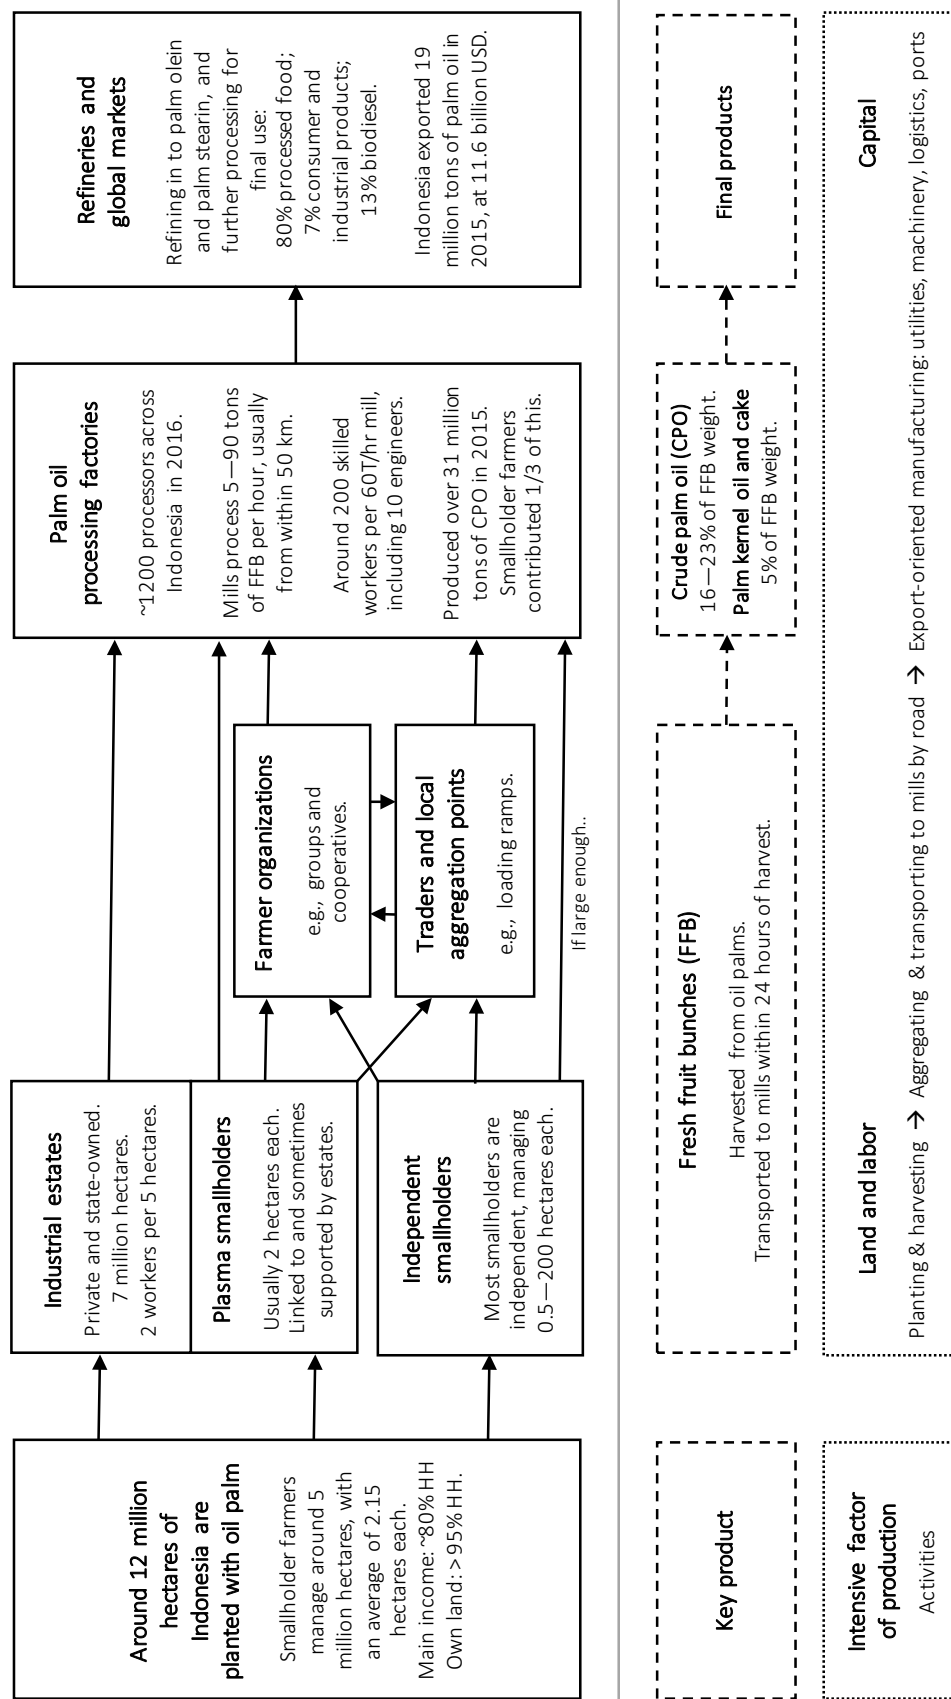 Around 12 million
hectares of
Indonesia are
planted with oil palm
Smallholder farmers
manage around 5
million hectares, with
an average of 2.15
hectares each.
Main income: ~80% HH
Own land: > 95% HH.
Industrial estates
Private and state-owned.
7 million hectares.
2 workers per 5 hectares.
Plasma smallholders
Usually 2 hectares each.
Linked to and sometimes
supported by estates.
Independent
smallholders
Most smallholders are
independent, managing
0.5—200 hectares each.
Farmer organizations
e.g., groups and
cooperatives.
Traders and local
aggregation points
e.g., loading ramps.
If large enough..
Palm oil
processing factories
~1200 processors across
Indonesia in 2016.
Mills process 5—90 tons
of FFB per hour, usually
from within 50 km.
Around 200 skilled
workers per 60T/hr mill,
including 10 engineers.
Produced over 31 million
tons of CPO in 2015.
Smallholder farmers
contributed 1/3 of this.
Refineries and
global markets
Refining in to palm olein
and palm stearin, and
further processing for
final use:
80% processed food;
7% consumer and
industrial products;
13% biodiesel.
Indonesia exported 19
million tons of palm oil in
2015, at 11.6 billion USD.
Key product
Fresh fruit bunches (FFB)
Harvested from oil palms.
Transported to mills within 24 hours of harvest.
Crude palm oil (CPO)
16—23% of FFB weight.
Palm kernel oil and cake
5% of FFB weight.
Final products
Intensive factor
of production
Activities
Land and labor
Capital
Planting & harvesting → Aggregating & transporting to mills by road → Export-oriented manufacturing: utilities, machinery, logistics, ports